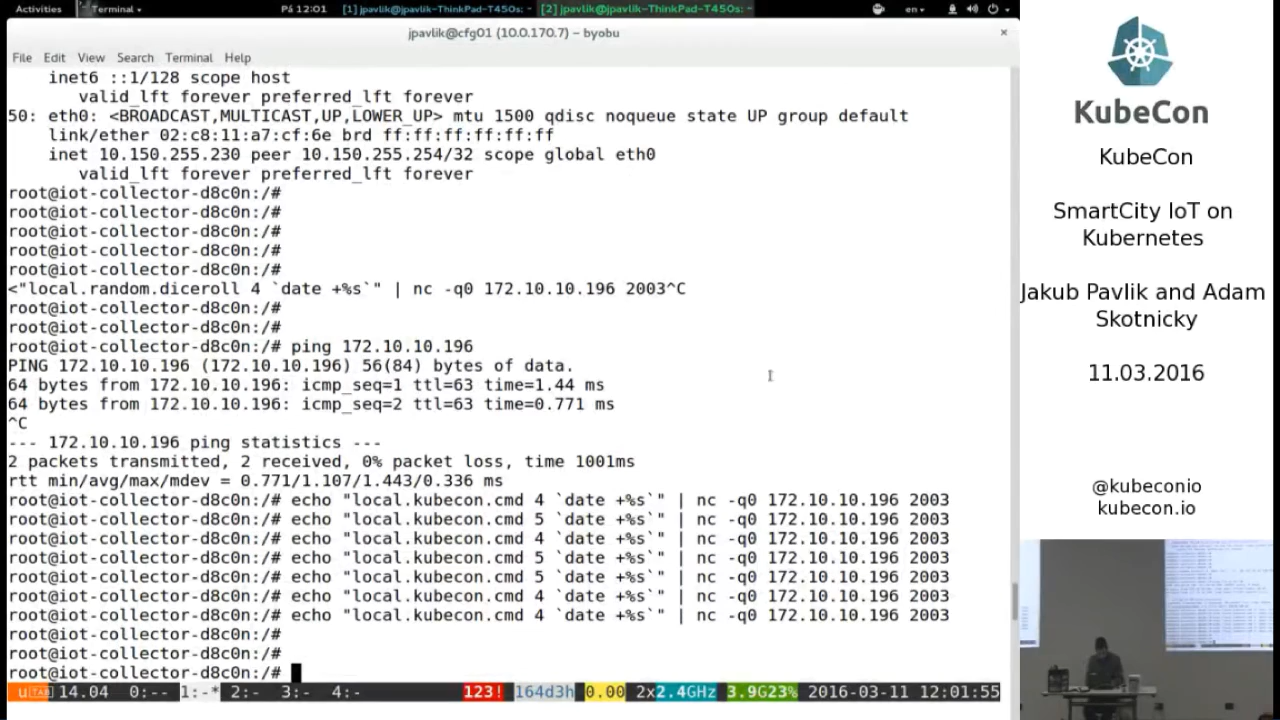 Activities Terminal Pá 12:01 [1] jpavlik@jpavlik-ThinkPad-T450s: ~ [2] jpavlik@jpavlik-ThinkPad-T450s: ~ en
jpavlik@cfg01 (10.0.170.7) – byobu
File Edit View Search Terminal Help
inet6 ::1/128 scope host
valid_lft forever preferred_lft forever
50: eth0: <BROADCAST,MULTICAST,UP,LOWER_UP> mtu 1500 qdisc noqueue state UP group default
link/ether 02:c8:11:a7:cf:6e brd ff:ff:ff:ff:ff:ff
inet 10.150.255.230 peer 10.150.255.254/32 scope global eth0
valid_lft forever preferred_lft forever
root@iot-collector-d8c0n:/#
root@iot-collector-d8c0n:/#
root@iot-collector-d8c0n:/#
root@iot-collector-d8c0n:/#
root@iot-collector-d8c0n:/#
<"local.random.diceroll 4 `date +%s`" | nc -q0 172.10.10.196 2003^C
root@iot-collector-d8c0n:/#
root@iot-collector-d8c0n:/#
root@iot-collector-d8c0n:/# ping 172.10.10.196
PING 172.10.10.196 (172.10.10.196) 56(84) bytes of data.
64 bytes from 172.10.10.196: icmp_seq=1 ttl=63 time=1.44 ms
64 bytes from 172.10.10.196: icmp_seq=2 ttl=63 time=0.771 ms
^C
--- 172.10.10.196 ping statistics ---
2 packets transmitted, 2 received, 0% packet loss, time 1001ms
rtt min/avg/max/mdev = 0.771/1.107/1.443/0.336 ms
root@iot-collector-d8c0n:/# echo "local.kubecon.cmd 4 `date +%s`" | nc -q0 172.10.10.196 2003
root@iot-collector-d8c0n:/# echo "local.kubecon.cmd 5 `date +%s`" | nc -q0 172.10.10.196 2003
root@iot-collector-d8c0n:/# echo "local.kubecon.cmd 4 `date +%s`" | nc -q0 172.10.10.196 2003
root@iot-collector-d8c0n:/# echo "local.kubecon.cmd 5 `date +%s`" | nc -q0 172.10.10.196 2003
root@iot-collector-d8c0n:/# echo "local.kubecon.cmd 5 `date +%s`" | nc -q0 172.10.10.196 2003
root@iot-collector-d8c0n:/# echo "local.kubecon.cmd 4 `date +%s`" | nc -q0 172.10.10.196 2003
root@iot-collector-d8c0n:/# echo "local.kubecon.cmd 4 `date +%s`" | nc -q0 172.10.10.196 2003
root@iot-collector-d8c0n:/#
root@iot-collector-d8c0n:/#
root@iot-collector-d8c0n:/#
u 14.04 0:-- 1:-* 2:- 3:- 4:- 123! 164d3h 0.00 2x2.4GHz 3.9G23% 2016-03-11 12:01:55
KubeCon
KubeCon
SmartCity IoT on
Kubernetes
Jakub Pavlik and Adam
Skotnicky
11.03.2016
@kubeconio
kubecon.io